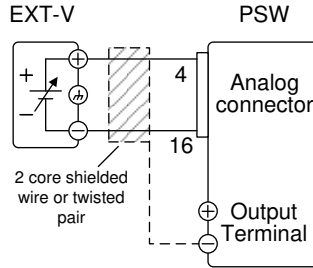 EXT-V
PSW
4
Analog
connector
16
2 core shielded
wire or twisted
pair
Output
Terminal